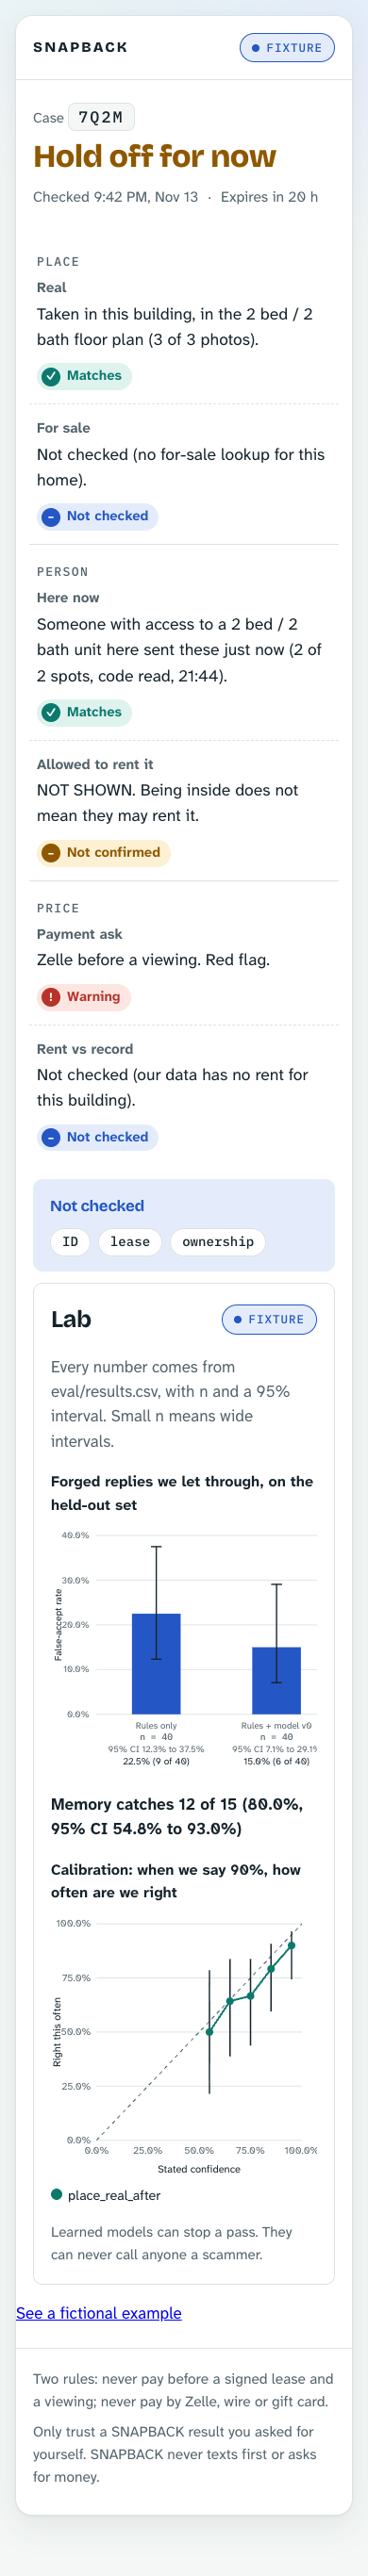 SNAPBACK
FIXTURE
Case 7Q2M
Hold off for now
Checked 9:42 PM, Nov 13 · Expires in 20 h
PLACE
Real
Taken in this building, in the 2 bed / 2
bath floor plan (3 of 3 photos).
Matches
For sale
Not checked (no for-sale lookup for this
home).
Not checked
PERSON
Here now
Someone with access to a 2 bed / 2
bath unit here sent these just now (2 of
2 spots, code read, 21:44).
Matches
Allowed to rent it
NOT SHOWN. Being inside does not
mean they may rent it.
Not confirmed
PRICE
Payment ask
Zelle before a viewing. Red flag.
Warning
Rent vs record
Not checked (our data has no rent for
this building).
Not checked
Not checked
ID lease ownership
Lab
FIXTURE
Every number comes from
eval/results.csv, with n and a 95%
interval. Small n means wide
intervals.
Forged replies we let through, on the
held-out set
40.0%
30.0%
20.0%
10.0%
0.0%
False-accept rate
Rules only
n = 40
95% CI 12.3% to 37.5%
22.5% (9 of 40)
Rules + model v0
n = 40
95% CI 7.1% to 29.1%
15.0% (6 of 40)
Memory catches 12 of 15 (80.0%,
95% CI 54.8% to 93.0%)
Calibration: when we say 90%, how
often are we right
100.0%
75.0%
50.0%
25.0%
0.0%
Right this often
0.0% 25.0% 50.0% 75.0% 100.0%
Stated confidence
place_real_after
Learned models can stop a pass. They
can never call anyone a scammer.
See a fictional example
Two rules: never pay before a signed lease and
a viewing; never pay by Zelle, wire or gift card.
Only trust a SNAPBACK result you asked for
yourself. SNAPBACK never texts first or asks
for money.